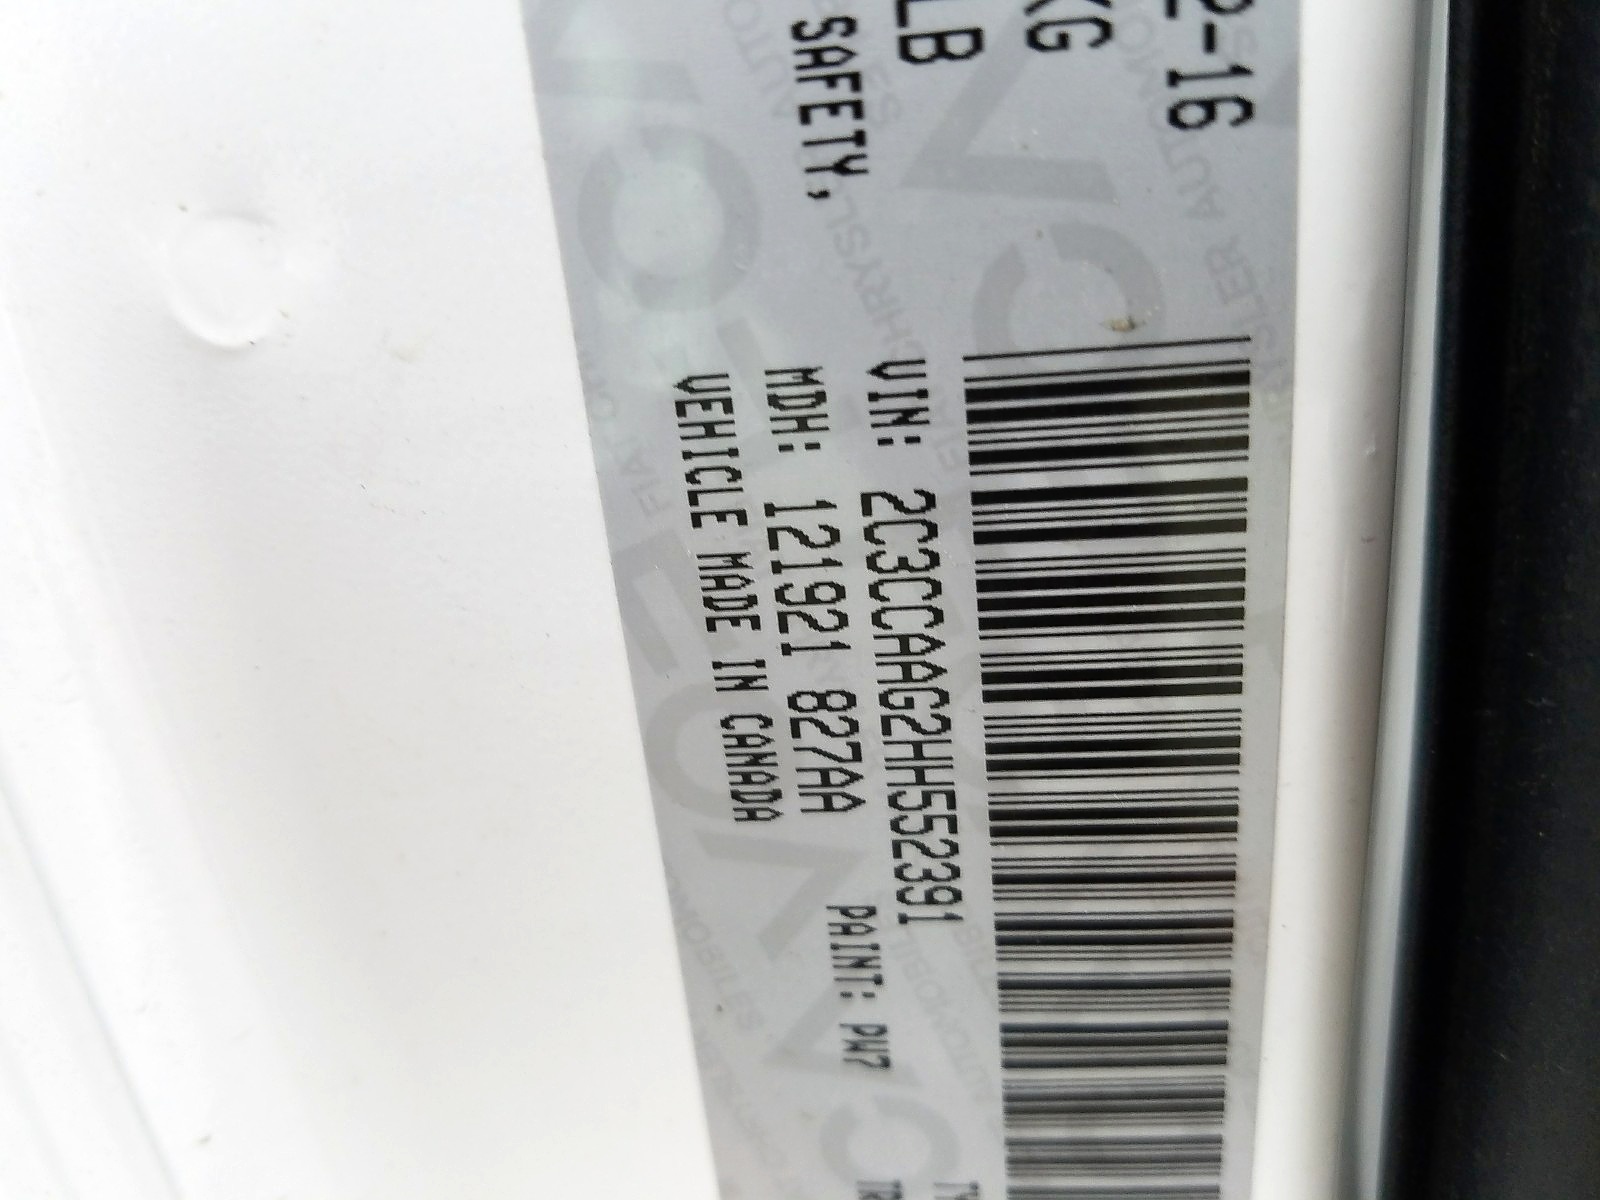 2-16
KG
LB
SAFETY,
VIN: 2C3CCAAG2HH552391
MDH: 121921 827AA PAINT: PW7
VEHICLE MADE IN CANADA